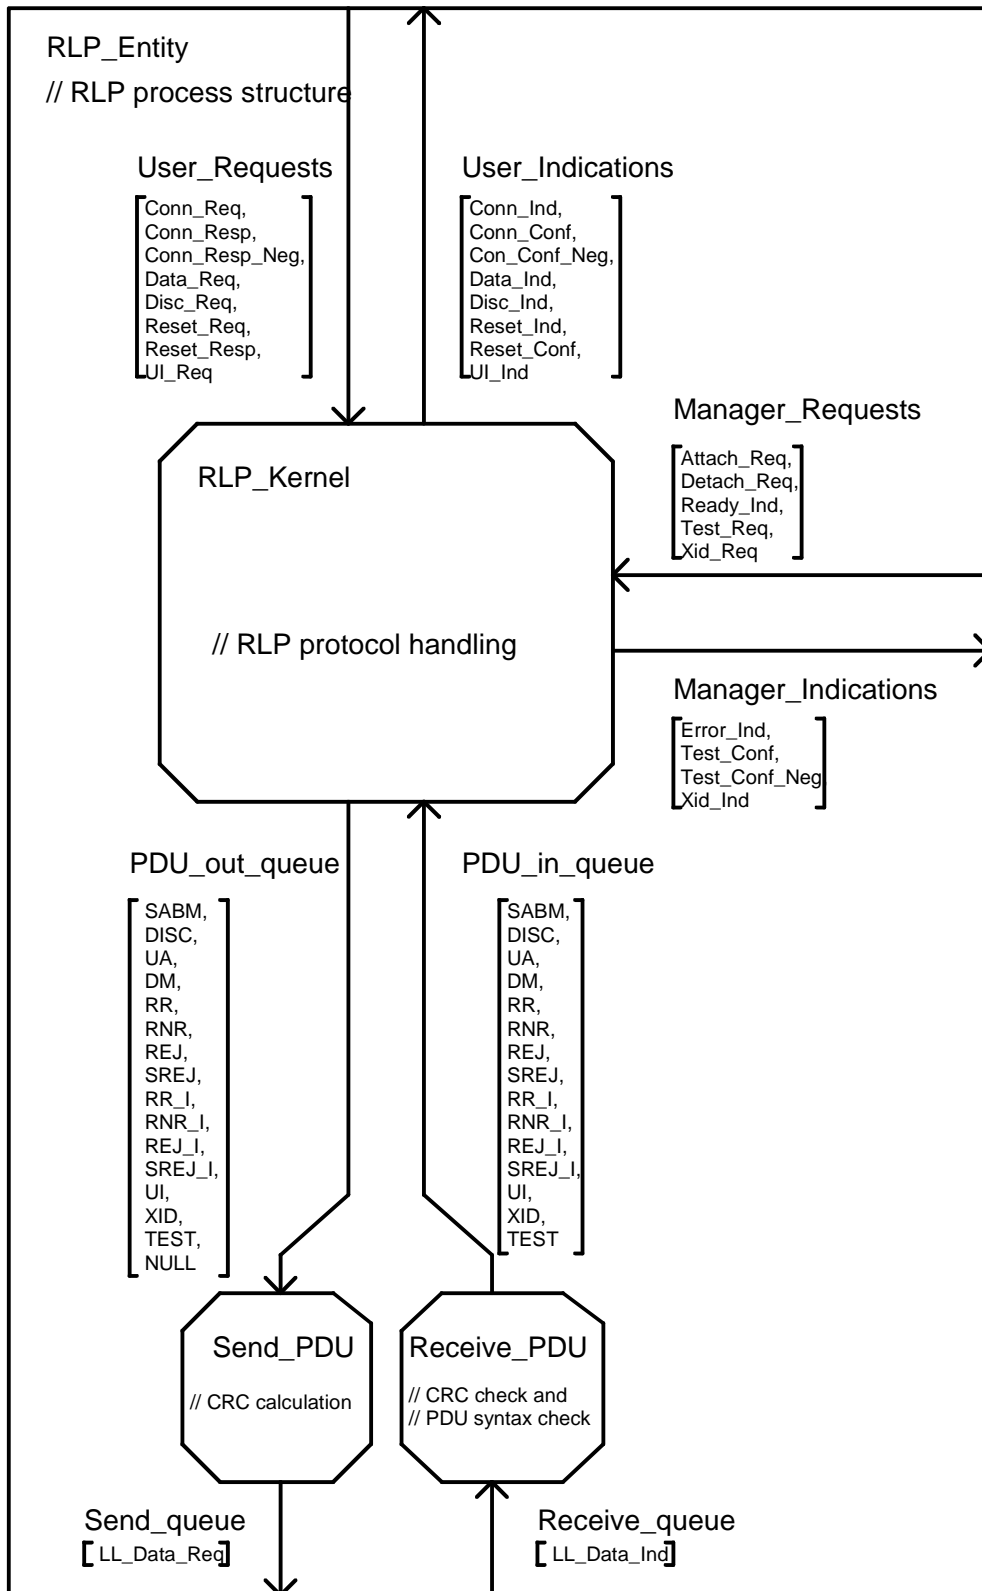 RLP_Entity
// RLP process structure
User_Requests
Conn_Req,
Conn_Resp,
Conn_Resp_Neg,
Data_Req,
Disc_Req,
Reset_Req,
Reset_Resp,
UI_Req
User_Indications
Conn_Ind,
Conn_Conf,
Con_Conf_Neg,
Data_Ind,
Disc_Ind,
Reset_Ind,
Reset_Conf,
UI_Ind
Manager_Requests
Attach_Req,
Detach_Req,
Ready_Ind,
Test_Req,
Xid_Req
RLP_Kernel
// RLP protocol handling
Manager_Indications
Error_Ind,
Test_Conf,
Test_Conf_Neg,
Xid_Ind
PDU_out_queue
SABM,
DISC,
UA,
DM,
RR,
RNR,
REJ,
SREJ,
RR_I,
RNR_I,
REJ_I,
SREJ_I,
UI,
XID,
TEST,
NULL
PDU_in_queue
SABM,
DISC,
UA,
DM,
RR,
RNR,
REJ,
SREJ,
RR_I,
RNR_I,
REJ_I,
SREJ_I,
UI,
XID,
TEST
Send_PDU
// CRC calculation
Receive_PDU
// CRC check and
// PDU syntax check
Send_queue
LL_Data_Req
Receive_queue
LL_Data_Ind